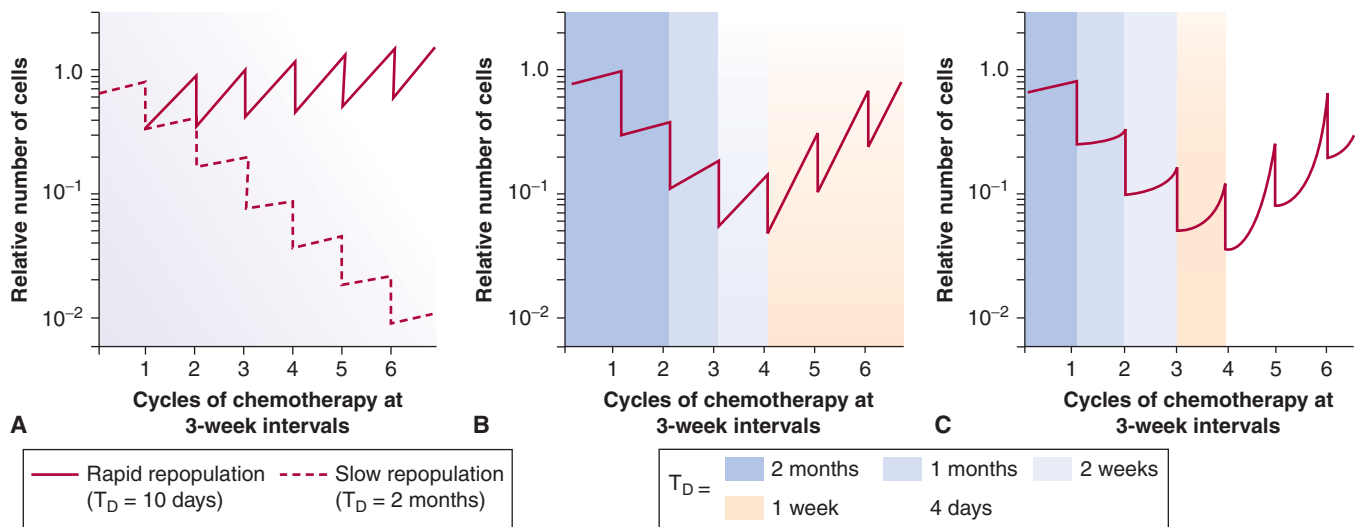 Relative number of cells
1.0
10–1
10–2
1 2 3 4 5 6
Cycles of chemotherapy at
3-week intervals
A
Relative number of cells
1.0
10–1
10–2
1 2 3 4 5 6
Cycles of chemotherapy at
3-week intervals
B
Relative number of cells
1.0
10–1
10–2
1 2 3 4 5 6
Cycles of chemotherapy at
3-week intervals
C
Rapid repopulation
(TD = 10 days)
Slow repopulation
(TD = 2 months)
TD =
2 months 1 months 2 weeks
1 week 4 days